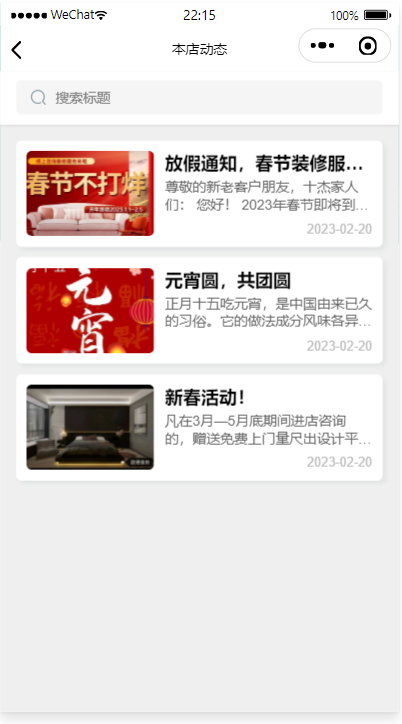 WeChat 22:15 100%
本店动态
搜索标题
放假通知，春节装修服...
尊敬的新老客户朋友，十杰家人
们： 您好！ 2023年春节即将到...
2023-02-20
春节不打烊
元宵圆，共团圆
正月十五吃元宵，是中国由来已久
的习俗。它的做法成分风味各异...
2023-02-20
元宵
新春活动！
凡在3月—5月底期间进店咨询
的，赠送免费上门量尺出设计平...
2023-02-20